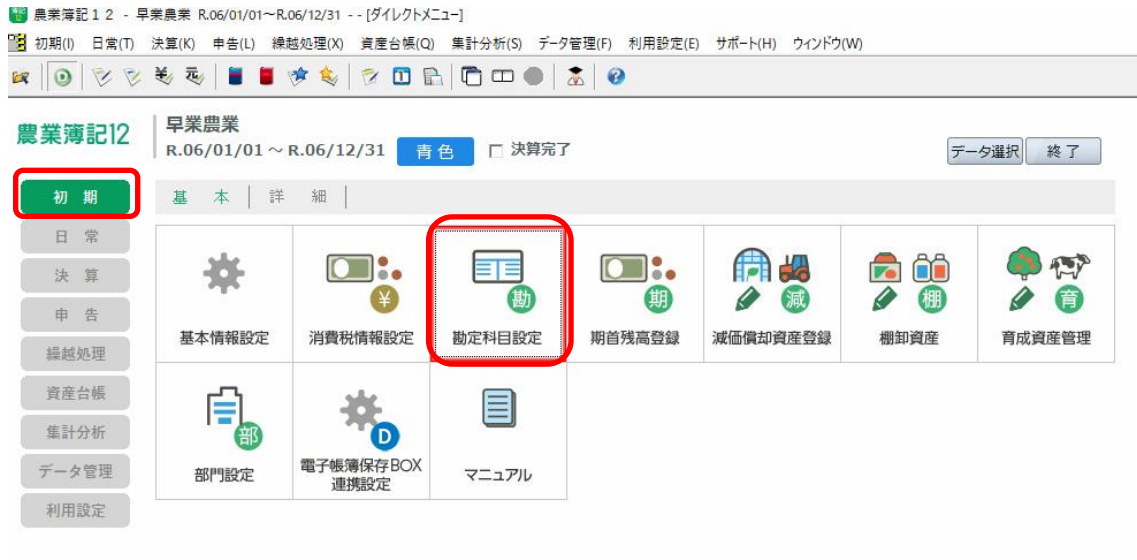 農業簿記12 - 早業農業 R.06/01/01～R.06/12/31 - - [ダイレクトメニュー]
初期(I) 日常(T) 決算(K) 申告(L) 繰越処理(X) 資産台帳(Q) 集計分析(S) データ管理(F) 利用設定(E) サポート(H) ウィンドウ(W)
農業簿記12
早業農業
R.06/01/01 ～ R.06/12/31 青色 決算完了
データ選択 終了
初期
基本 詳細
日常
決算
申告
繰越処理
資産台帳
集計分析
データ管理
利用設定
¥
勘
期
減
棚
育
基本情報設定
消費税情報設定
勘定科目設定
期首残高登録
減価償却資産登録
棚卸資産
育成資産管理
部
D
部門設定
電子帳簿保存BOX
連携設定
マニュアル